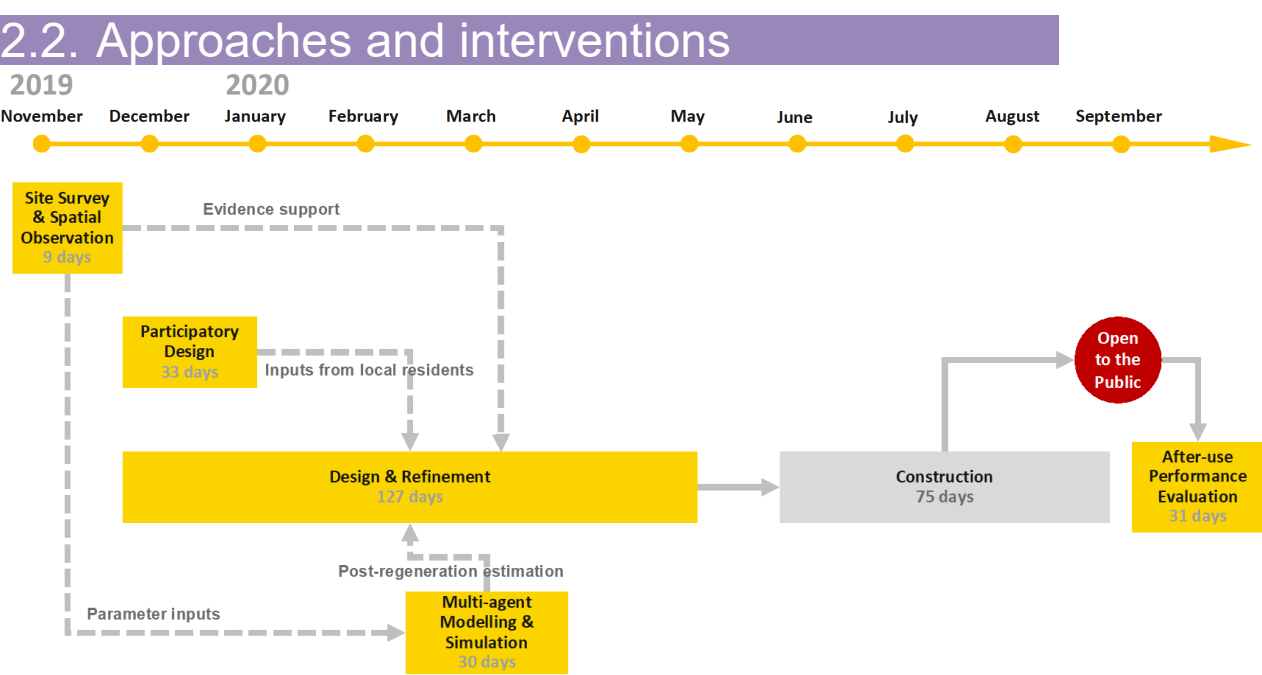 2.2. Approaches and interventions
2019
2020
November
December
January
February
March
April
May
June
July
August
September
Site Survey
& Spatial
Observation
9 days
Evidence support
Participatory
Design
33 days
Inputs from local residents
Open
to the
Public
Design & Refinement
127 days
Construction
75 days
After-use
Performance
Evaluation
31 days
Post-regeneration estimation
Parameter inputs
Multi-agent
Modelling &
Simulation
30 days